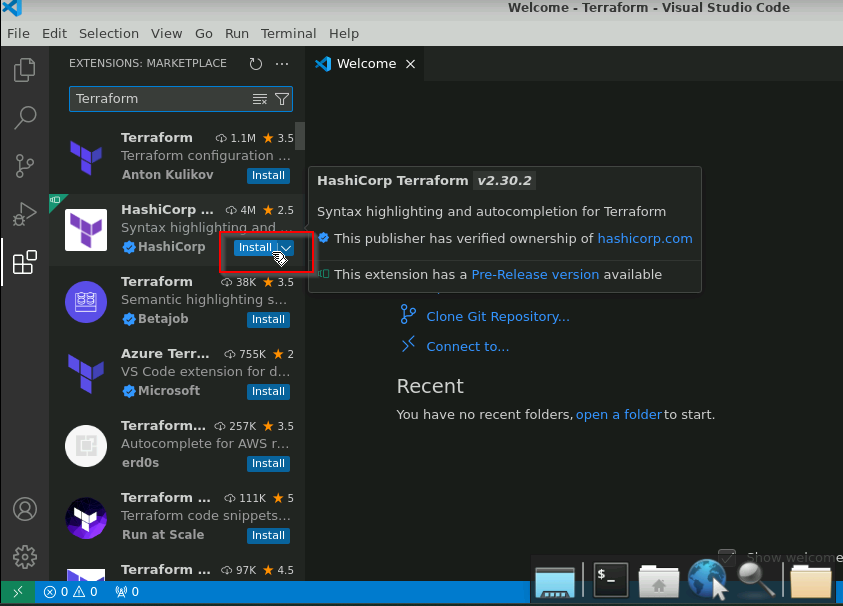 Welcome - Terraform - Visual Studio Code
File Edit Selection View Go Run Terminal Help
EXTENSIONS: MARKETPLACE
Welcome
Terraform
Terraform 1.1M 3.5
Terraform configuration ...
Anton Kulikov Install
HashiCorp ... 4M 2.5
Syntax highlighting and ...
HashiCorp Install
Terraform 38K 3.5
Semantic highlighting s...
Betajob Install
Azure Terr... 755K 2
VS Code extension for d...
Microsoft Install
Terraform... 257K 3.5
Autocomplete for AWS r...
erd0s Install
Terraform ... 111K 5
Terraform code snippets...
Run at Scale Install
Terraform ... 97K 4.5
HashiCorp Terraform v2.30.2
Syntax highlighting and autocompletion for Terraform
This publisher has verified ownership of hashicorp.com
This extension has a Pre-Release version available
Clone Git Repository...
Connect to...
Recent
You have no recent folders, open a folder to start.
Show welcome
0 0 0
$_